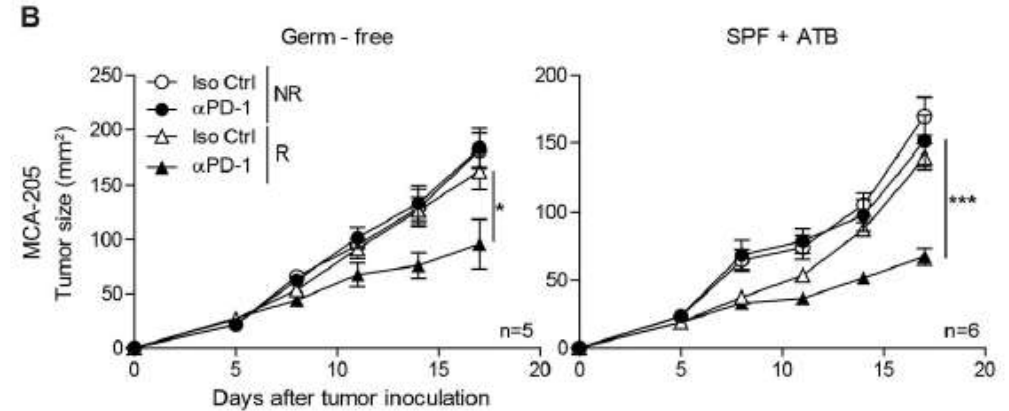 B
Germ - free
SPF + ATB
MCA-205
Tumor size (mm²)
250
200
150
100
50
0
Iso Ctrl
αPD-1
NR
Iso Ctrl
αPD-1
R
*
n=5
0
5
10
15
20
Days after tumor inoculation
200
150
100
50
0
***
n=6
0
5
10
15
20